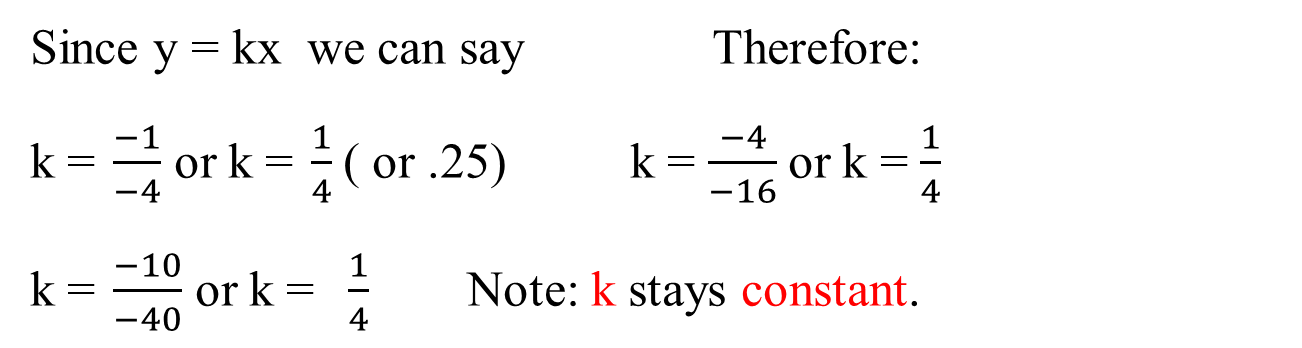 Since y = kx we can say Therefore:
k = −1/−4 or k = 1/4 ( or .25) k = −4/−16 or k = 1/4
k = −10/−40 or k = 1/4 Note: k stays constant.